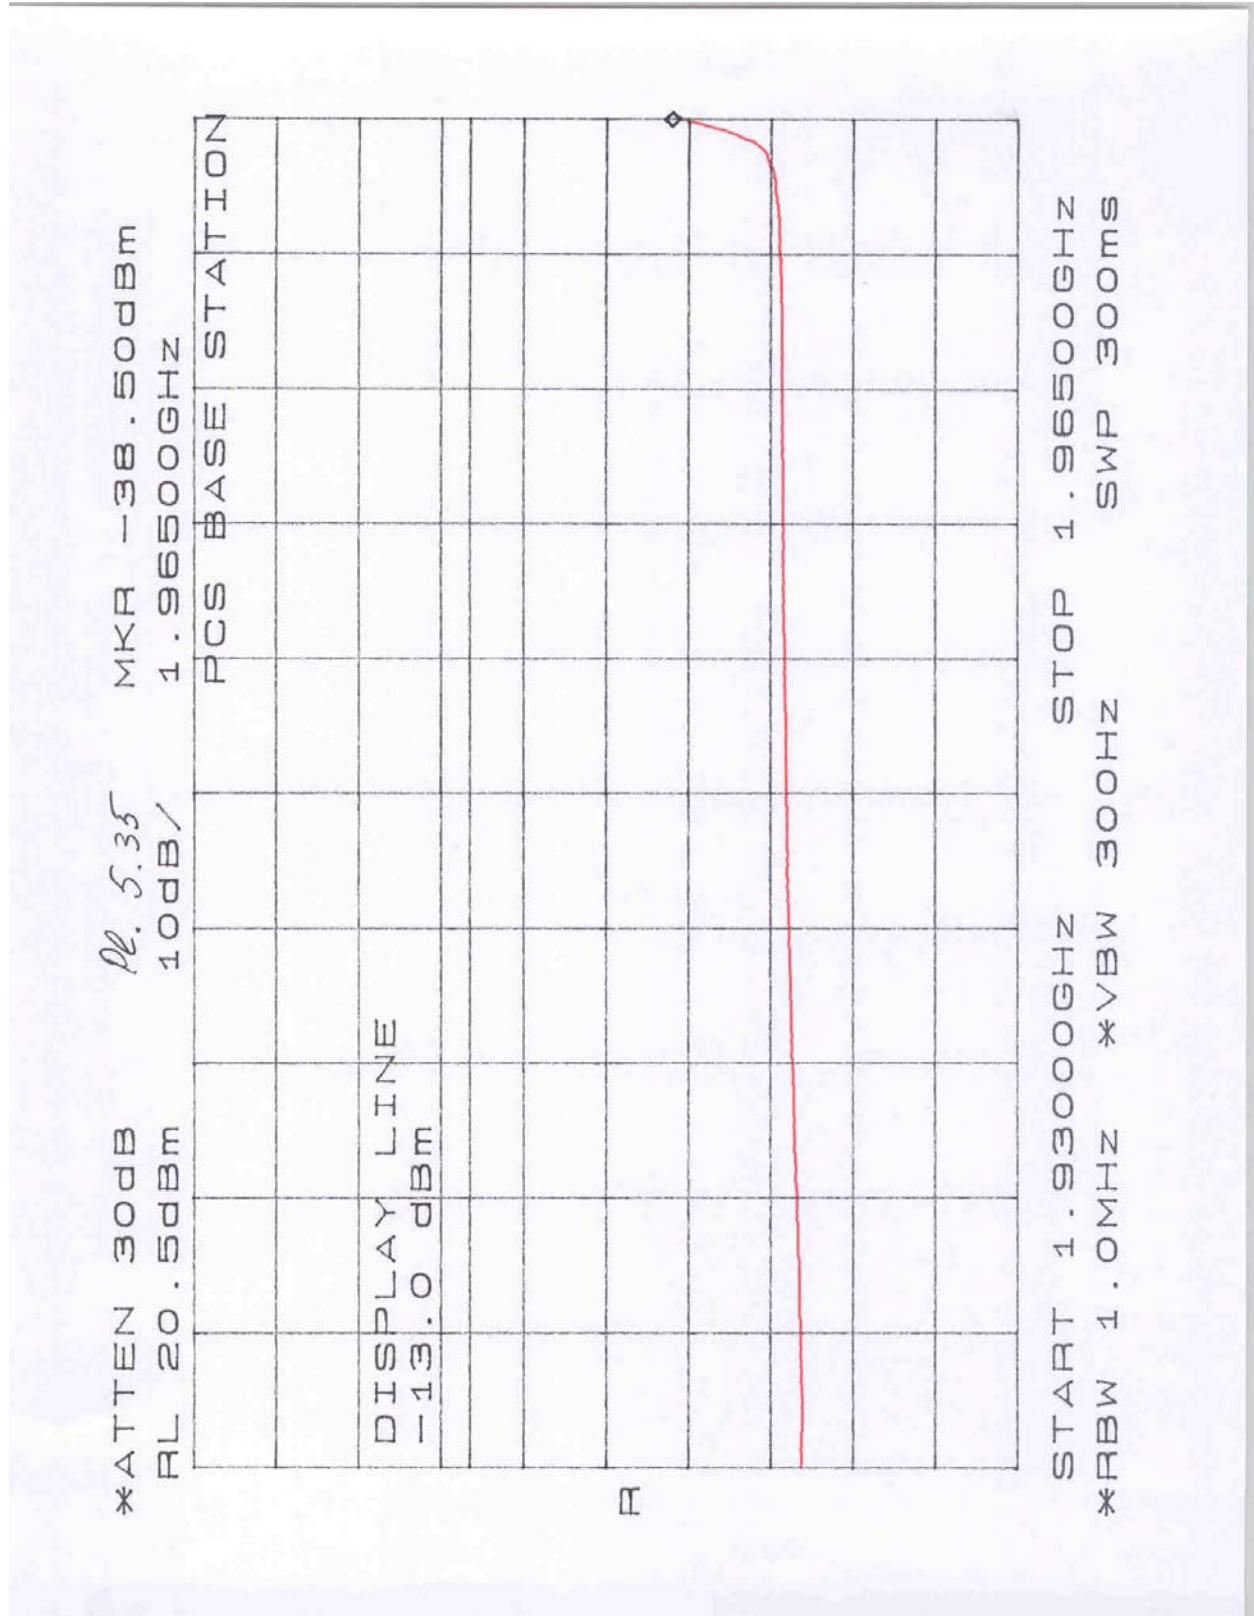 Pl. 5.35
*ATTEN 30dB MKR -38.50dBm
RL 20.5dBm 10dB/ 1.96500GHz
PCS BASE STATION
DISPLAY LINE
-13.0 dBm
R
START 1.93000GHz STOP 1.96500GHz
*RBW 1.0MHz *VBW 300Hz SWP 300ms